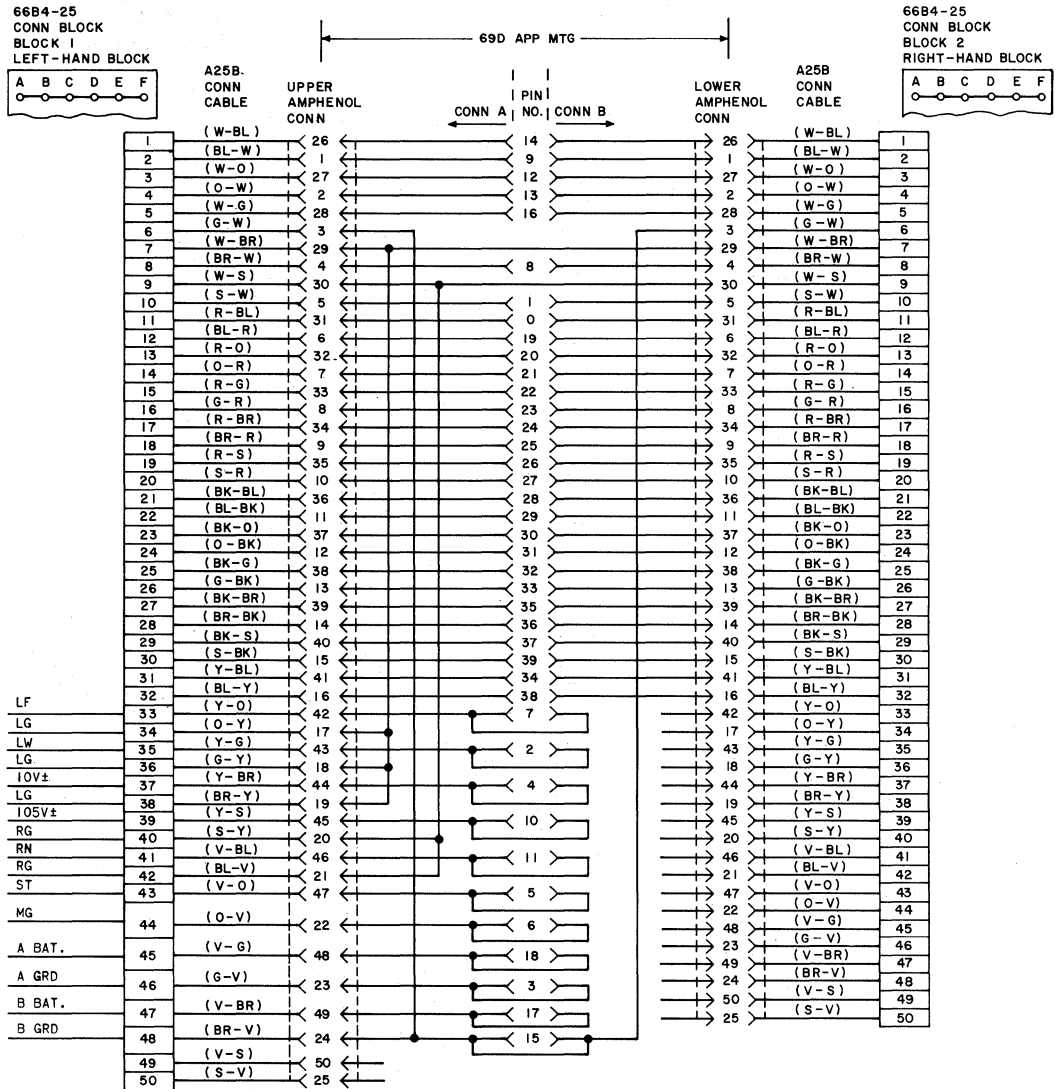 66B4-25
CONN BLOCK
BLOCK 1
LEFT-HAND BLOCK
A B C D E F
66B4-25
CONN BLOCK
BLOCK 2
RIGHT-HAND BLOCK
A B C D E F
69D APP MTG
A25B
CONN
CABLE
UPPER
AMPHENOL
CONN
CONN A
PIN
NO.
CONN B
LOWER
AMPHENOL
CONN
A25B
CONN
CABLE
1 (W-BL) 26 14 26 (W-BL) 1
2 (BL-W) 1 9 1 (BL-W) 2
3 (W-O) 27 12 27 (W-O) 3
4 (O-W) 2 13 2 (O-W) 4
5 (W-G) 28 16 28 (W-G) 5
6 (G-W) 3 3 (G-W) 6
7 (W-BR) 29 29 (W-BR) 7
8 (BR-W) 4 8 4 (BR-W) 8
9 (W-S) 30 30 (W-S) 9
10 (S-W) 5 1 5 (S-W) 10
11 (R-BL) 31 0 31 (R-BL) 11
12 (BL-R) 6 19 6 (BL-R) 12
13 (R-O) 32 20 32 (R-O) 13
14 (O-R) 7 21 7 (O-R) 14
15 (R-G) 33 22 33 (R-G) 15
16 (G-R) 8 23 8 (G-R) 16
17 (R-BR) 34 24 34 (R-BR) 17
18 (BR-R) 9 25 9 (BR-R) 18
19 (R-S) 35 26 35 (R-S) 19
20 (S-R) 10 27 10 (S-R) 20
21 (BK-BL) 36 28 36 (BK-BL) 21
22 (BL-BK) 11 29 11 (BL-BK) 22
23 (BK-O) 37 30 37 (BK-O) 23
24 (O-BK) 12 31 12 (O-BK) 24
25 (BK-G) 38 32 38 (BK-G) 25
26 (G-BK) 13 33 13 (G-BK) 26
27 (BK-BR) 39 35 39 (BK-BR) 27
28 (BR-BK) 14 36 14 (BR-BK) 28
29 (BK-S) 40 37 40 (BK-S) 29
30 (S-BK) 15 39 15 (S-BK) 30
31 (Y-BL) 41 34 41 (Y-BL) 31
32 (BL-Y) 16 38 16 (BL-Y) 32
LF 33 (Y-O) 42 7 42 (Y-O) 33
LG 34 (O-Y) 17 17 (O-Y) 34
LW 35 (Y-G) 43 2 43 (Y-G) 35
LG 36 (G-Y) 18 18 (G-Y) 36
10V± 37 (Y-BR) 44 4 44 (Y-BR) 37
LG 38 (BR-Y) 19 19 (BR-Y) 38
105V± 39 (Y-S) 45 10 45 (Y-S) 39
RG 40 (S-Y) 20 20 (S-Y) 40
RN 41 (V-BL) 46 11 46 (V-BL) 41
RG 42 (BL-V) 21 21 (BL-V) 42
ST 43 (V-O) 47 5 47 (V-O) 43
MG 44 (O-V) 22 6 22 (O-V) 44
A BAT. 45 (V-G) 48 18 48 (V-G) 45
A GRD 46 (G-V) 23 3 23 (G-V) 46
B BAT. 47 (V-BR) 49 17 49 (V-BR) 47
B GRD 48 (BR-V) 24 15 24 (BR-V) 48
49 (V-S) 50 50 (V-S) 49
50 (S-V) 25 25 (S-V) 50